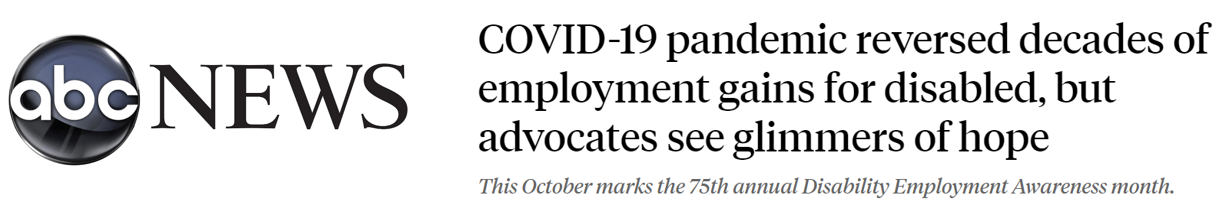 abc NEWS
COVID-19 pandemic reversed decades of
employment gains for disabled, but
advocates see glimmers of hope
This October marks the 75th annual Disability Employment Awareness month.